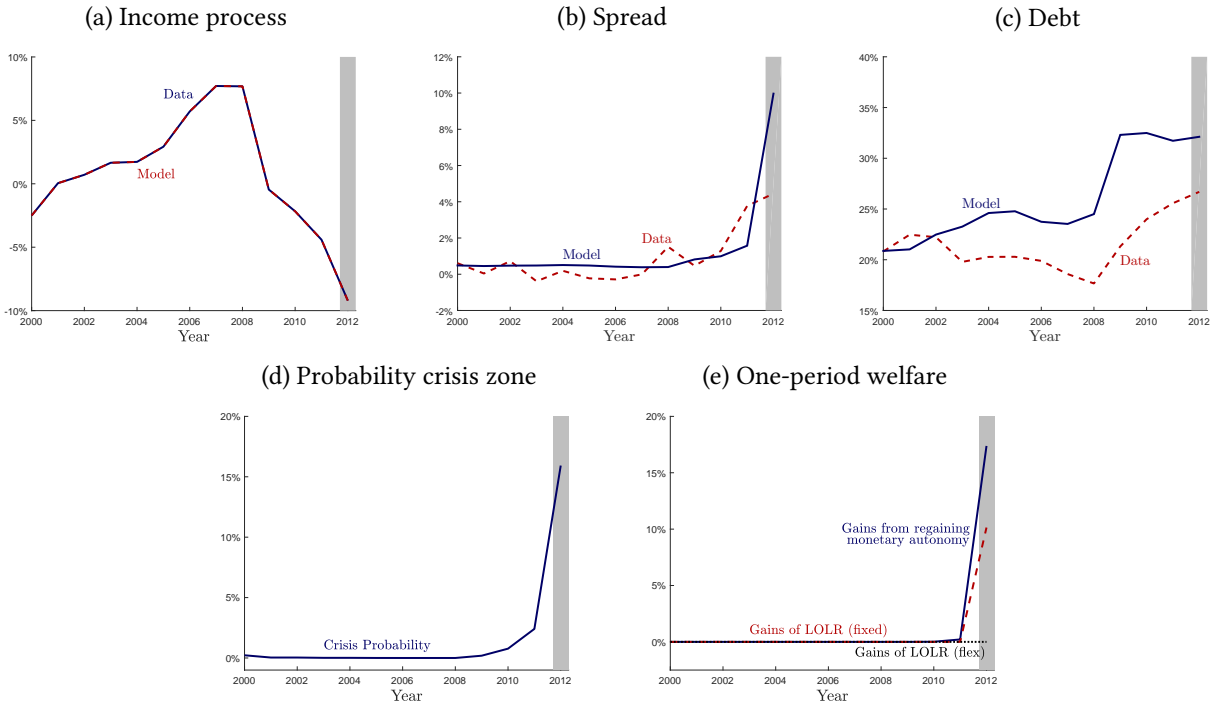 (a) Income process
(b) Spread
(c) Debt
10%
5%
0%
-5%
-10%
Data
Model
2000 2002 2004 2006 2008 2010 2012
Year
12%
10%
8%
6%
4%
2%
0%
-2%
Model
Data
2000 2002 2004 2006 2008 2010 2012
Year
40%
35%
30%
25%
20%
15%
Model
Data
2000 2002 2004 2006 2008 2010 2012
Year
(d) Probability crisis zone
(e) One-period welfare
20%
15%
10%
5%
0%
Crisis Probability
2000 2002 2004 2006 2008 2010 2012
Year
20%
15%
10%
5%
0%
Gains from regaining
monetary autonomy
Gains of LOLR (fixed)
Gains of LOLR (flex)
2000 2002 2004 2006 2008 2010 2012
Year